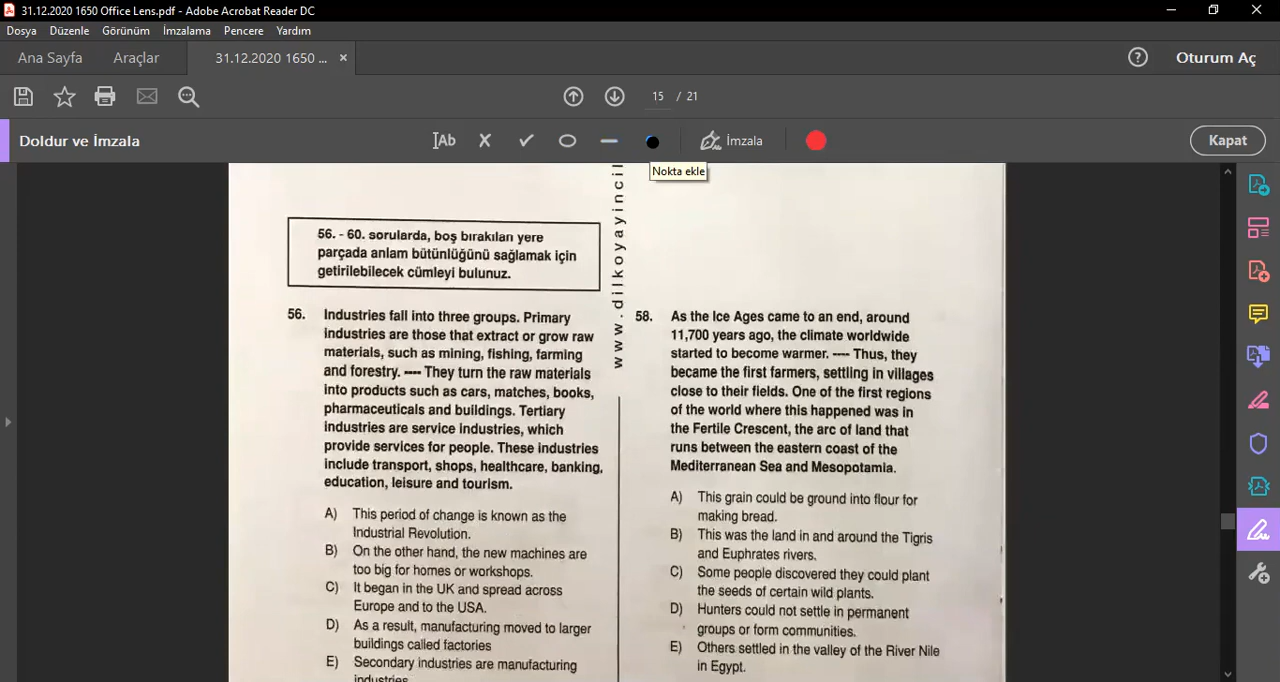 31.12.2020 1650 Office Lens.pdf - Adobe Acrobat Reader DC
Dosya Düzenle Görünüm İmzalama Pencere Yardım
Ana Sayfa Araçlar 31.12.2020 1650 ... × ? Oturum Aç
15 / 21
Doldur ve İmzala Ab İmzala Kapat
Nokta ekle
www.dilkoyayincil
56. - 60. sorularda, boş bırakılan yere
parçada anlam bütünlüğünü sağlamak için
getirilebilecek cümleyi bulunuz.
56. Industries fall into three groups. Primary
industries are those that extract or grow raw
materials, such as mining, fishing, farming
and forestry. ---- They turn the raw materials
into products such as cars, matches, books,
pharmaceuticals and buildings. Tertiary
industries are service industries, which
provide services for people. These industries
include transport, shops, healthcare, banking,
education, leisure and tourism.
A) This period of change is known as the
Industrial Revolution.
B) On the other hand, the new machines are
too big for homes or workshops.
C) It began in the UK and spread across
Europe and to the USA.
D) As a result, manufacturing moved to larger
buildings called factories
E) Secondary industries are manufacturing
industries.
58. As the Ice Ages came to an end, around
11,700 years ago, the climate worldwide
started to become warmer. ---- Thus, they
became the first farmers, settling in villages
close to their fields. One of the first regions
of the world where this happened was in
the Fertile Crescent, the arc of land that
runs between the eastern coast of the
Mediterranean Sea and Mesopotamia.
A) This grain could be ground into flour for
making bread.
B) This was the land in and around the Tigris
and Euphrates rivers.
C) Some people discovered they could plant
the seeds of certain wild plants.
D) Hunters could not settle in permanent
groups or form communities.
E) Others settled in the valley of the River Nile
in Egypt.